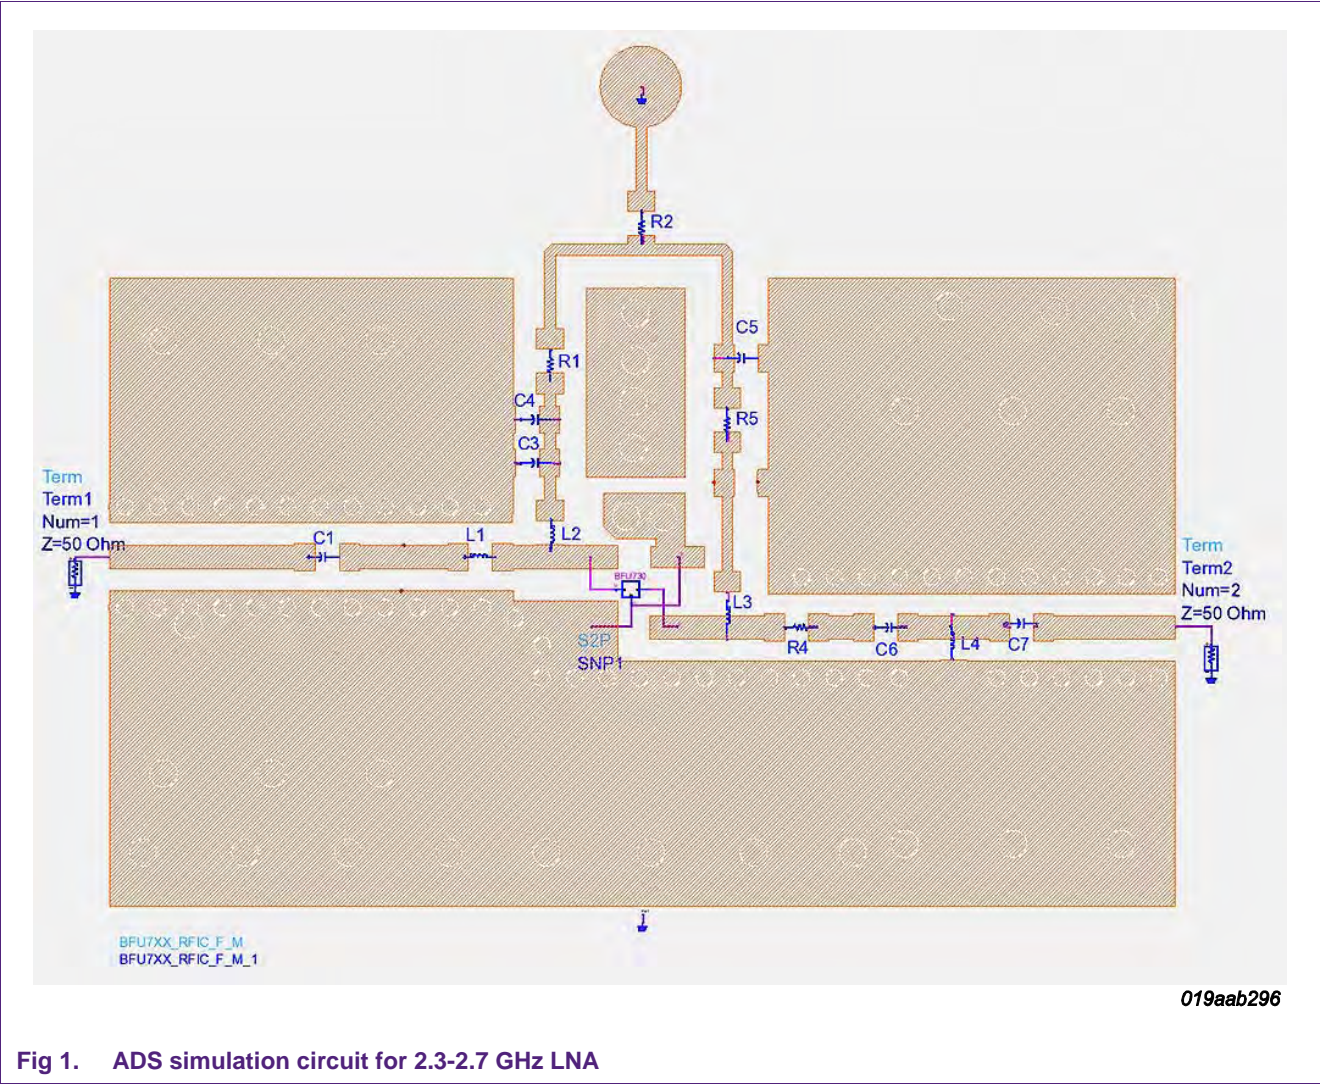 R2
C5
R1
R5
C4
C3
Term
Term1
Num=1
Z=50 Ohm
C1
L1
L2
BFU730
L3
Term
Term2
Num=2
Z=50 Ohm
S2P
SNP1
R4
C6
L4
C7
BFU7XX_RFIC_F_M
BFU7XX_RFIC_F_M_1
019aab296
Fig 1. ADS simulation circuit for 2.3-2.7 GHz LNA